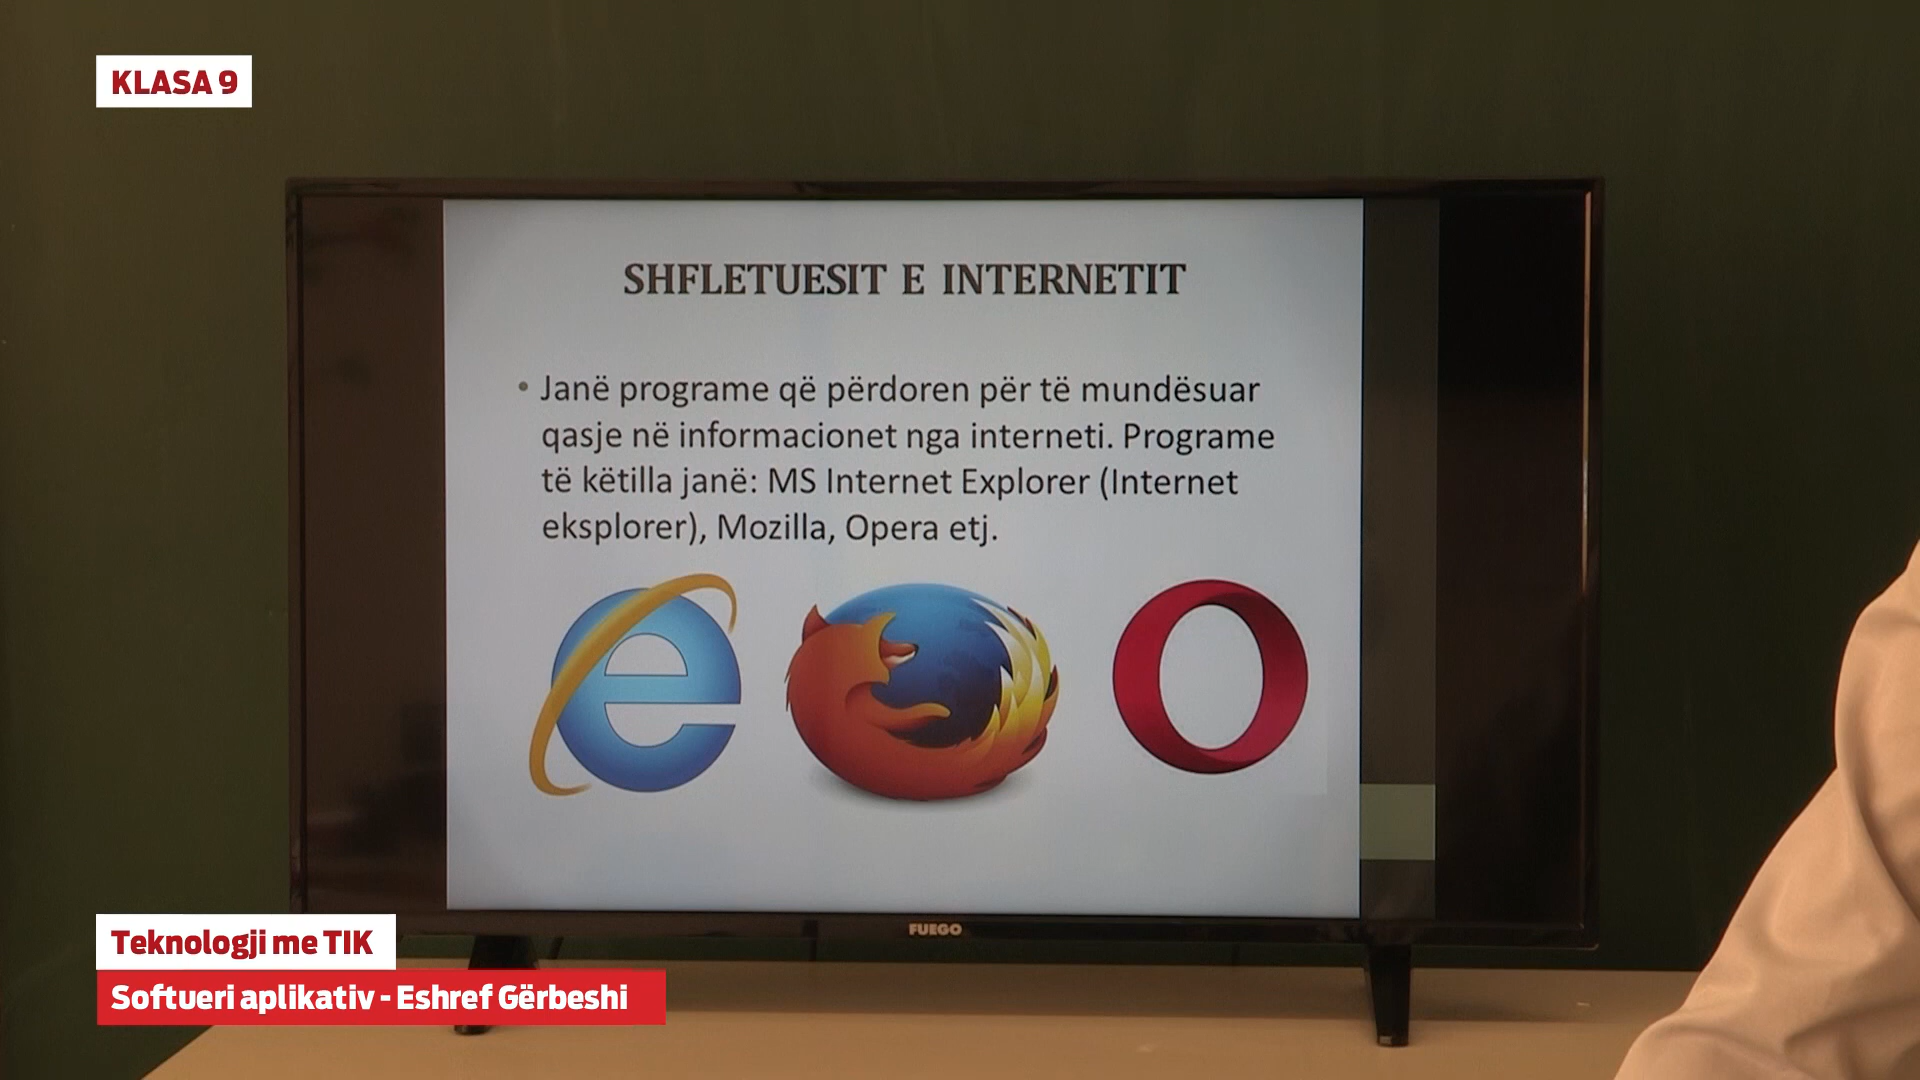 KLASA 9
SHFLETUESIT E INTERNETIT
• Janë programe që përdoren për të mundësuar
qasje në informacionet nga interneti. Programe
të këtilla janë: MS Internet Explorer (Internet
eksplorer), Mozilla, Opera etj.
FUEGO
Teknologji me TIK
Softueri aplikativ - Eshref Gërbeshi